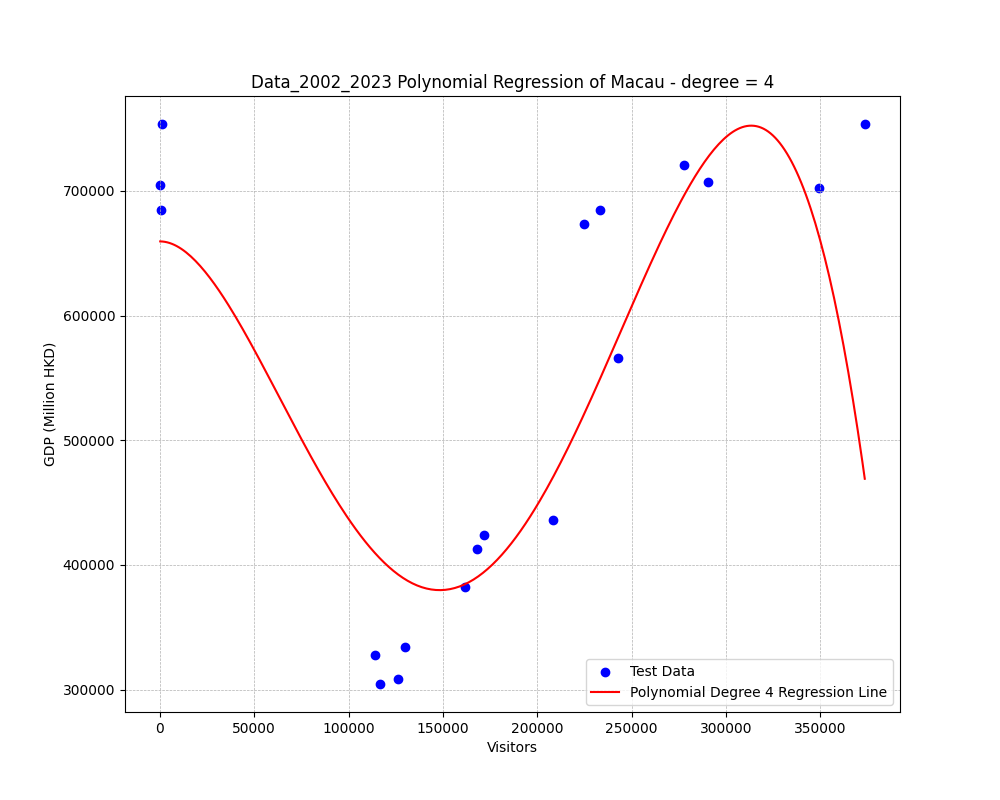 Data_2002_2023 Polynomial Regression of Macau - degree = 4
GDP (Million HKD)
700000
600000
500000
400000
300000
Test Data
Polynomial Degree 4 Regression Line
0 50000 100000 150000 200000 250000 300000 350000
Visitors